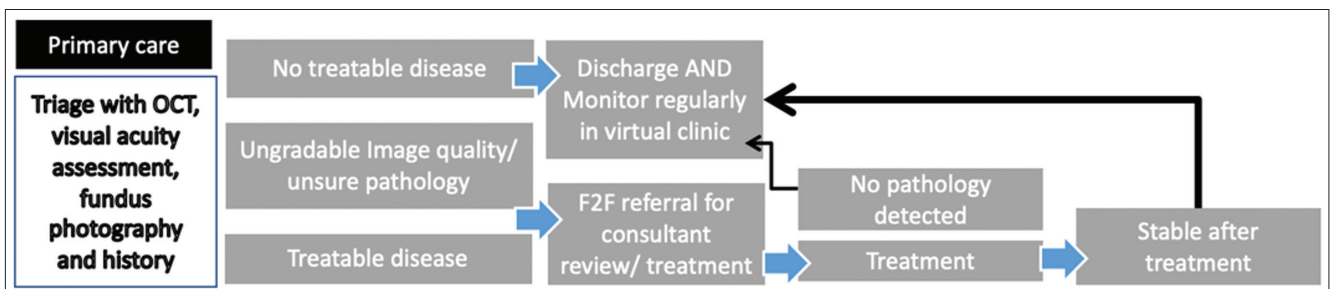 Primary care
Triage with OCT,
visual acuity
assessment,
fundus
photography
and history
No treatable disease
Ungradable Image quality/
unsure pathology
Treatable disease
Discharge AND
Monitor regularly
in virtual clinic
F2F referral for
consultant
review/ treatment
No pathology
detected
Treatment
Stable after
treatment